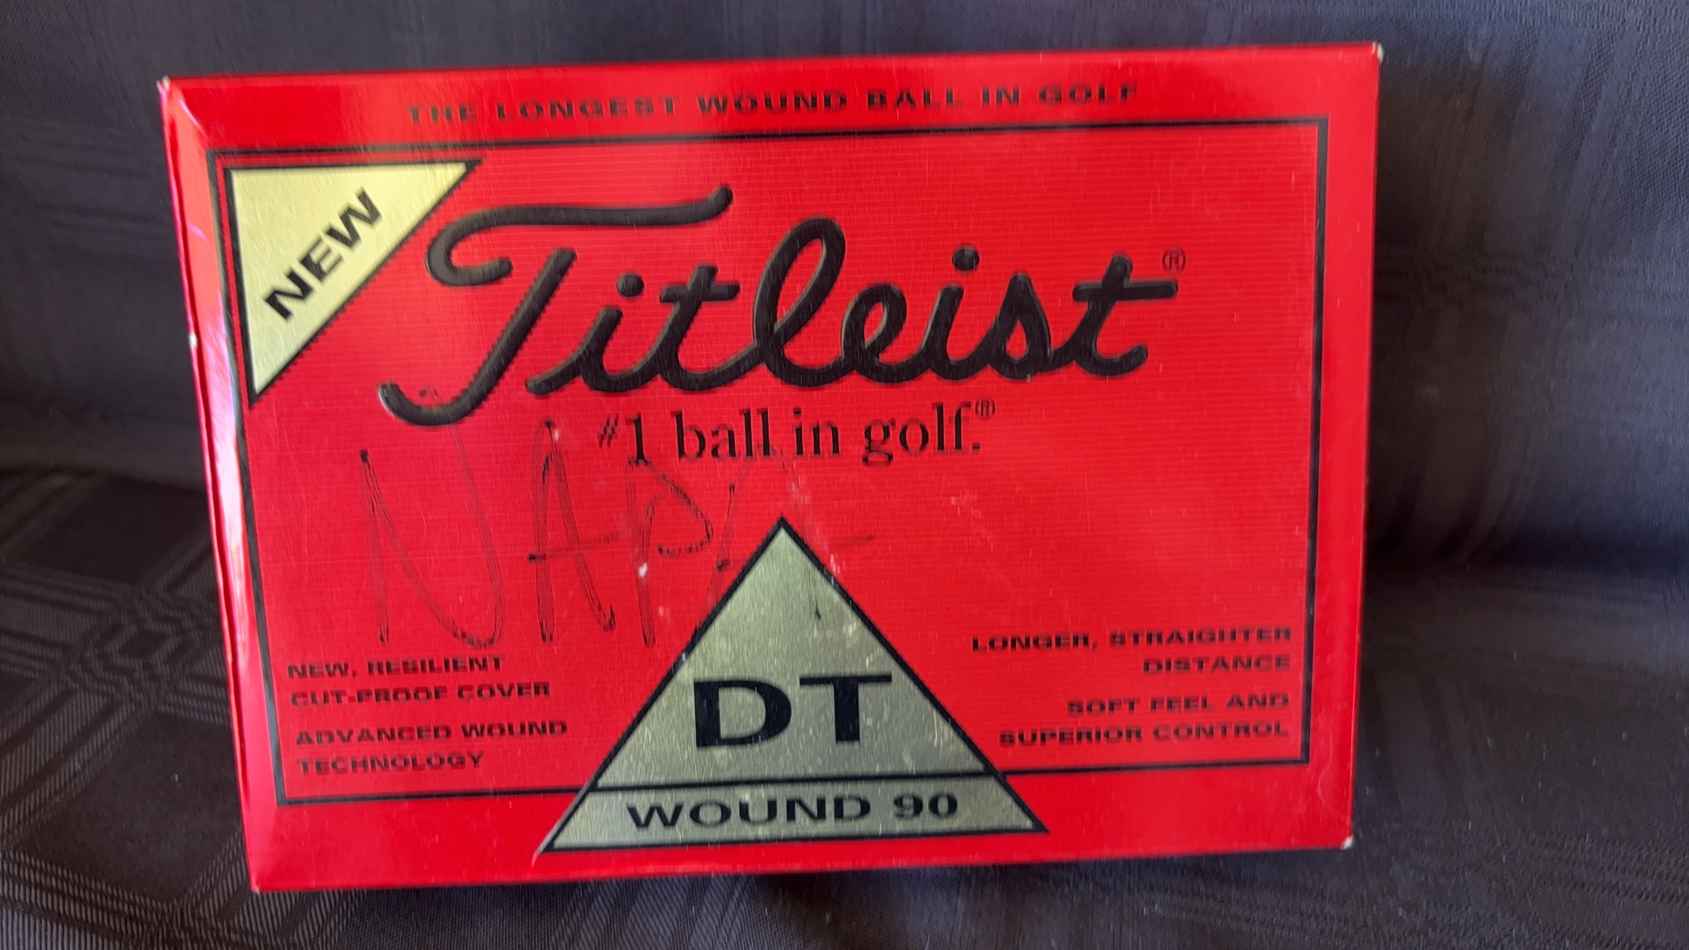 THE LONGEST WOUND BALL IN GOLF
NEW
Titleist®
#1 ball in golf.®
NAPA
NEW, RESILIENT
CUT-PROOF COVER
ADVANCED WOUND
TECHNOLOGY
LONGER, STRAIGHTER
DISTANCE
SOFT FEEL AND
SUPERIOR CONTROL
DT
WOUND 90